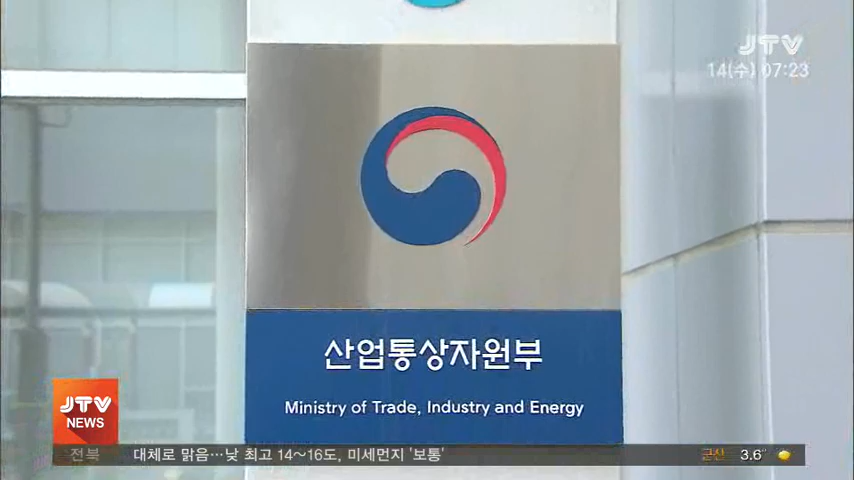 JTV
14(수) 07:23
산업통상자원부
Ministry of Trade, Industry and Energy
JTV
NEWS
전북 대체로 맑음…낮 최고 14~16도, 미세먼지 '보통' 군산 3.6°